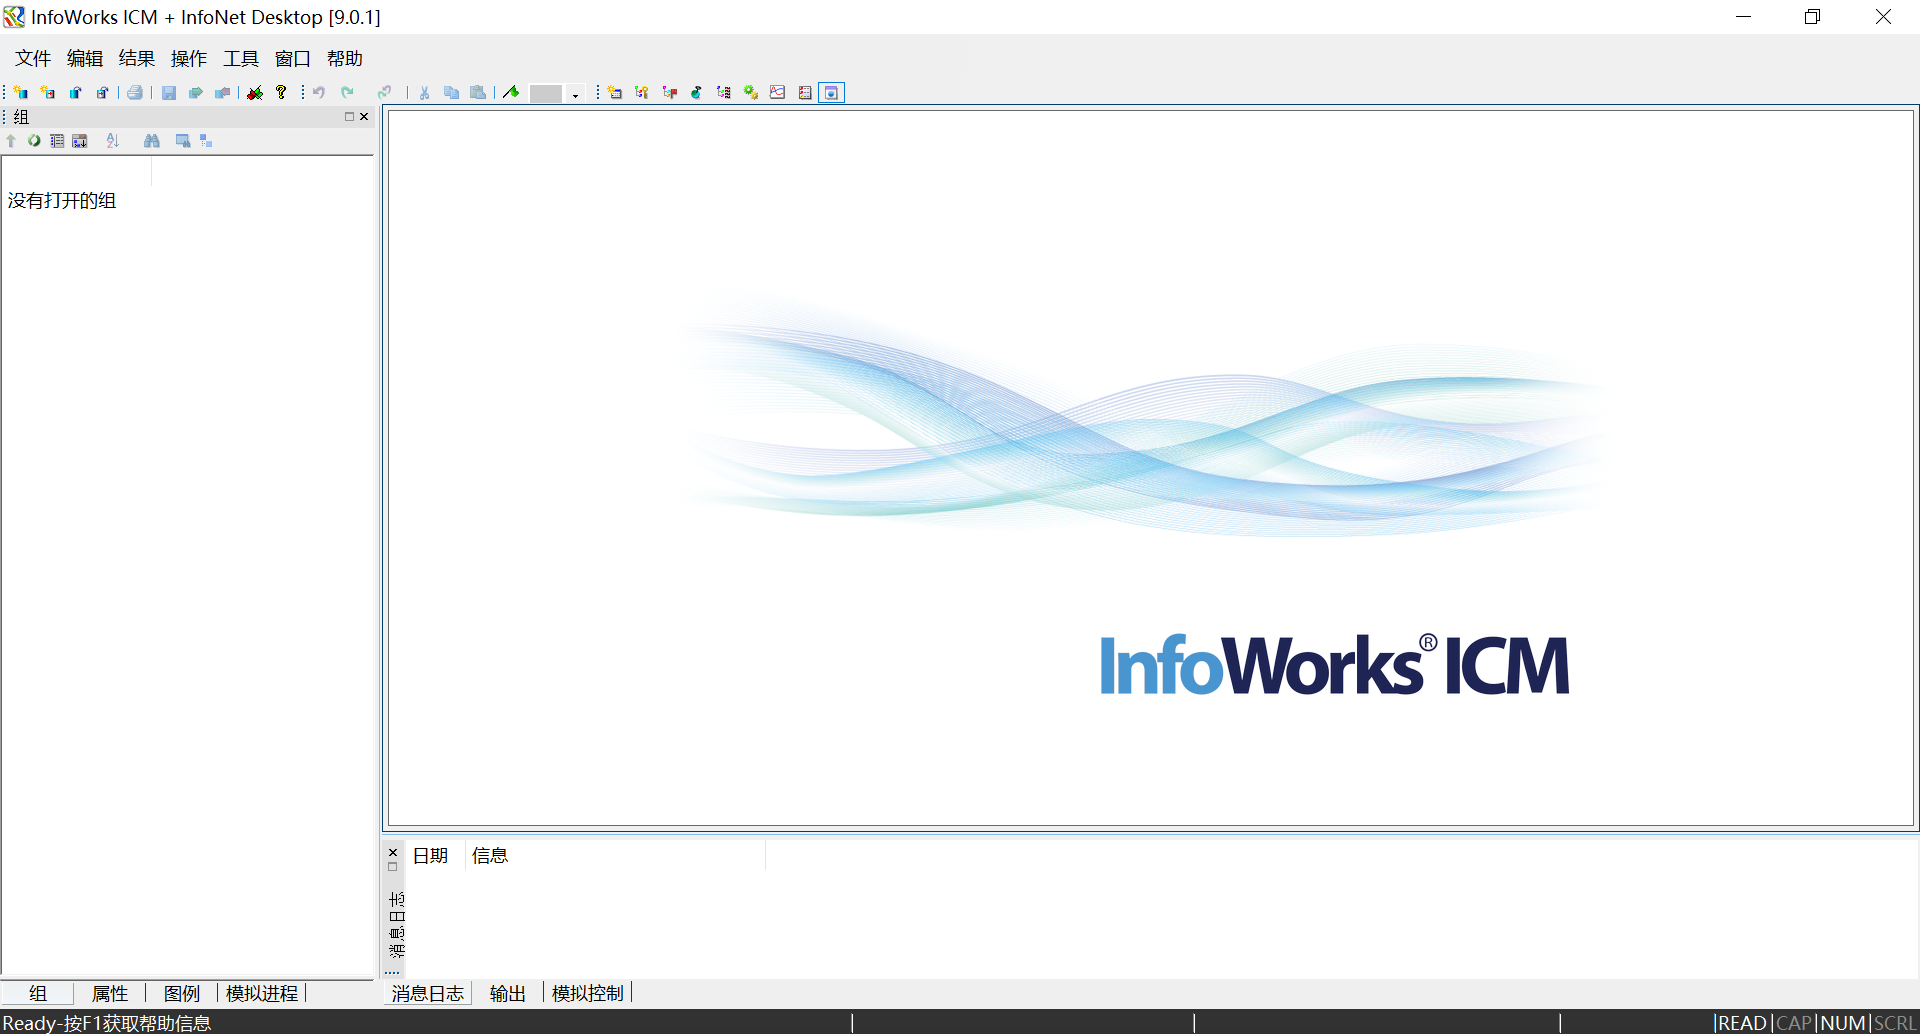 InfoWorks ICM + InfoNet Desktop [9.0.1]
文件 编辑 结果 操作 工具 窗口 帮助
组
没有打开的组
InfoWorks® ICM
日期 信息
消息日志
组 属性 图例 模拟进程
消息日志 输出 模拟控制
Ready-按F1获取帮助信息 READ CAP NUM SCRL